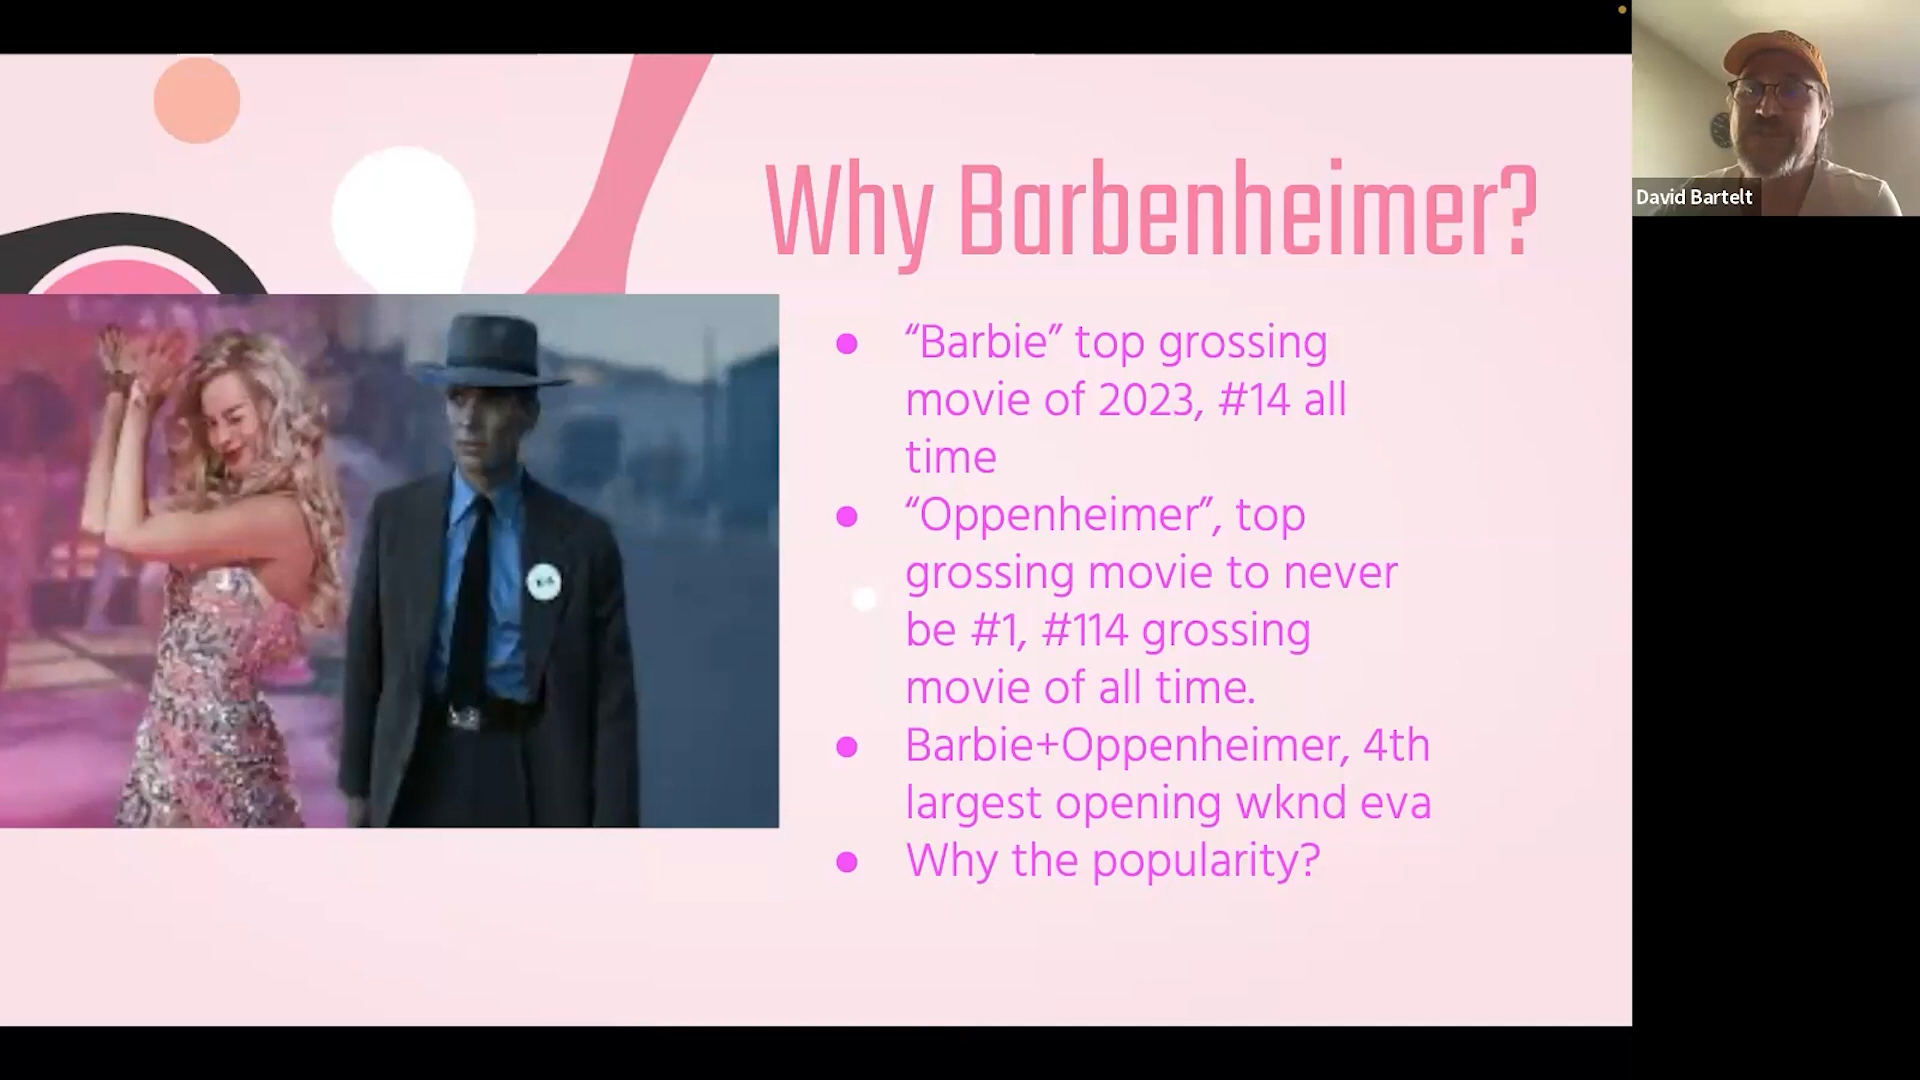 Why Barbenheimer?
● “Barbie” top grossing
movie of 2023, #14 all
time
● “Oppenheimer”, top
grossing movie to never
be #1, #114 grossing
movie of all time.
● Barbie+Oppenheimer, 4th
largest opening wknd eva
● Why the popularity?
David Bartelt